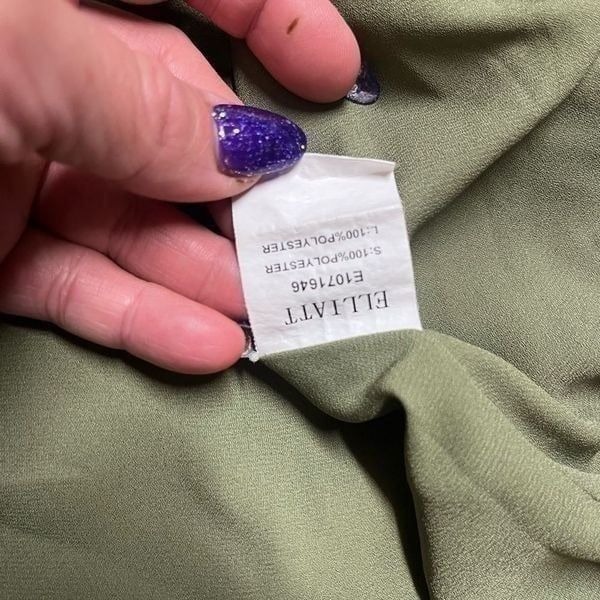 ELLIATT
E1071646
S:100%POLYESTER
L:100%POLYESTER